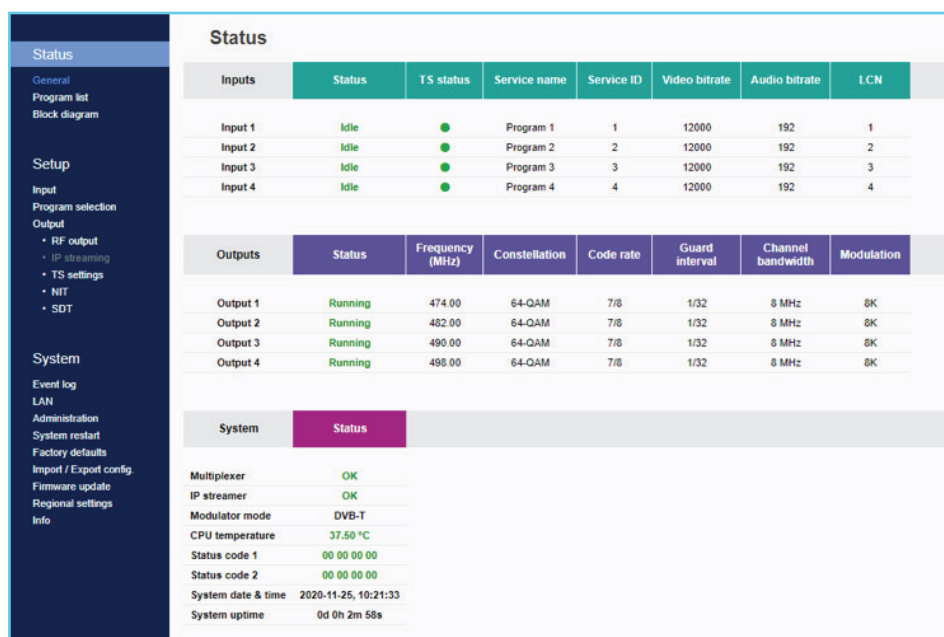 Status
General
Program list
Block diagram
Setup
Input
Program selection
Output
• RF output
• IP streaming
• TS settings
• NIT
• SDT
System
Event log
LAN
Administration
System restart
Factory defaults
Import / Export config.
Firmware update
Regional settings
Info
Status
Inputs Status TS status Service name Service ID Video bitrate Audio bitrate LCN
Input 1 Idle Program 1 1 12000 192 1
Input 2 Idle Program 2 2 12000 192 2
Input 3 Idle Program 3 3 12000 192 3
Input 4 Idle Program 4 4 12000 192 4
Outputs Status Frequency (MHz) Constellation Code rate Guard interval Channel bandwidth Modulation
Output 1 Running 474.00 64-QAM 7/8 1/32 8 MHz 8K
Output 2 Running 482.00 64-QAM 7/8 1/32 8 MHz 8K
Output 3 Running 490.00 64-QAM 7/8 1/32 8 MHz 8K
Output 4 Running 498.00 64-QAM 7/8 1/32 8 MHz 8K
System Status
Multiplexer OK
IP streamer OK
Modulator mode DVB-T
CPU temperature 37.50 °C
Status code 1 00 00 00 00
Status code 2 00 00 00 00
System date & time 2020-11-25, 10:21:33
System uptime 0d 0h 2m 58s